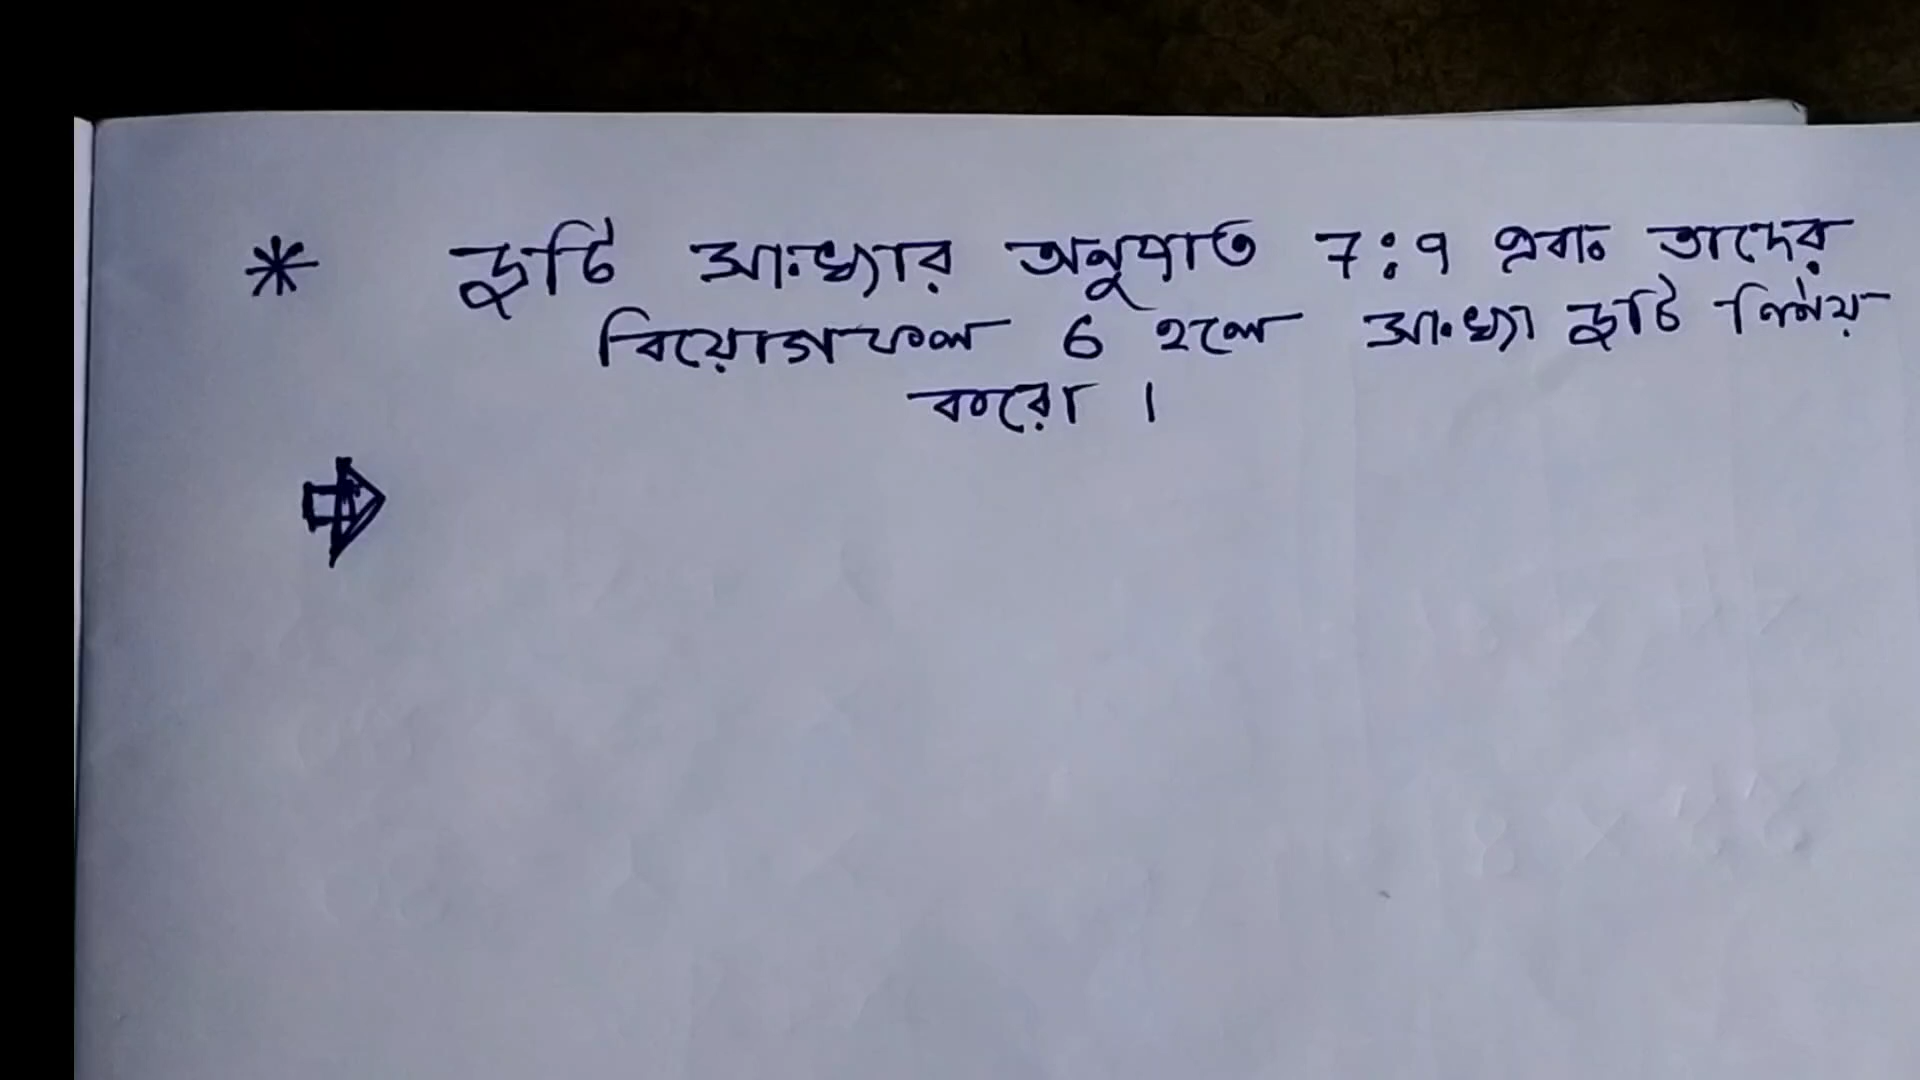 * দুটি সংখ্যার অনুপাত 7:9 এবং তাদের
বিয়োগফল 6 হলে সংখ্যা দুটি নির্ণয়
করো ।